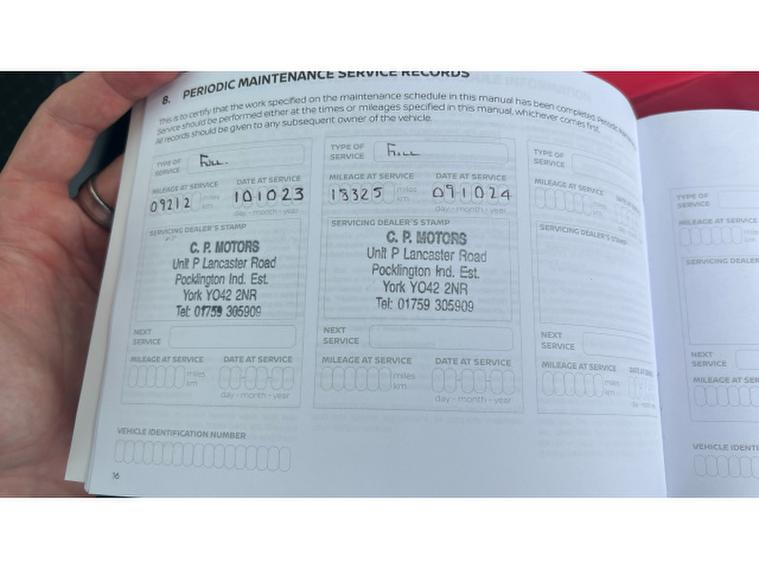 8. PERIODIC MAINTENANCE SERVICE RECORDS
This is to certify that the work specified on the maintenance schedule in this manual has been completed. Periodic
Service should be performed either at the times or mileages specified in this manual, whichever comes first.
All records should be given to any subsequent owner of the vehicle.
TYPE OF SERVICE Full.
MILEAGE AT SERVICE DATE AT SERVICE
09212 miles km 101023
day - month - year
SERVICING DEALER'S STAMP
C. P. MOTORS
Unit P Lancaster Road
Pocklington Ind. Est.
York YO42 2NR
Tel: 01759 305909
NEXT SERVICE
MILEAGE AT SERVICE DATE AT SERVICE
miles km
day - month - year
TYPE OF SERVICE Full
MILEAGE AT SERVICE DATE AT SERVICE
13325 miles km 091024
day - month - year
SERVICING DEALER'S STAMP
C. P. MOTORS
Unit P Lancaster Road
Pocklington Ind. Est.
York YO42 2NR
Tel: 01759 305909
NEXT SERVICE
MILEAGE AT SERVICE DATE AT SERVICE
miles km
day - month - year
TYPE OF SERVICE
MILEAGE AT SERVICE
miles km
SERVICING DEALER'S STAMP
NEXT SERVICE
MILEAGE AT SERVICE
miles km
day - month - year
VEHICLE IDENTIFICATION NUMBER
16
TYPE OF SERVICE
MILEAGE AT SERVICE
SERVICING DEALER
NEXT SERVICE
MILEAGE AT SER
VEHICLE IDENTI